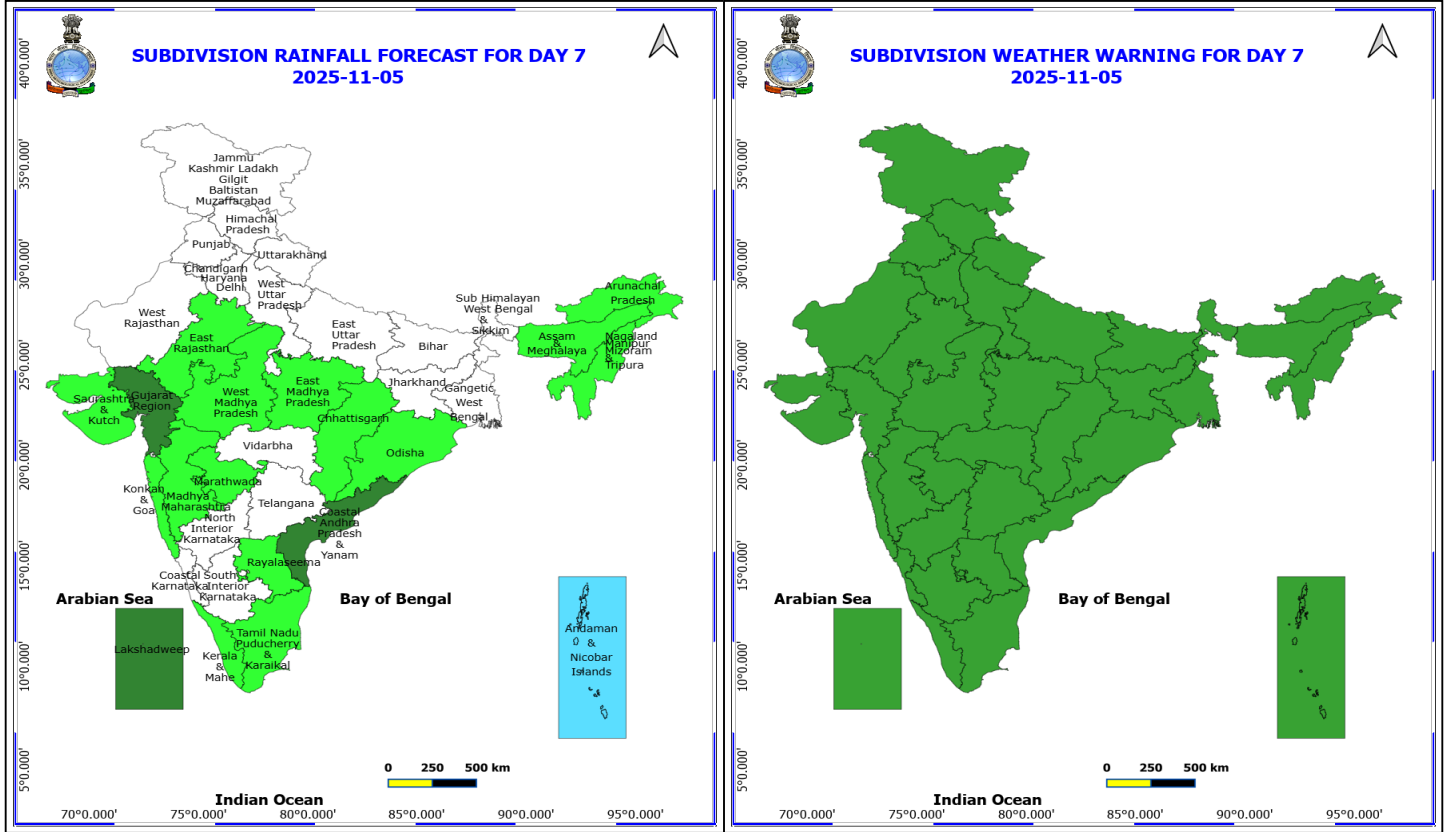 SUBDIVISION RAINFALL FORECAST FOR DAY 7
2025-11-05
40°0.000'
35°0.000'
30°0.000'
25°0.000'
20°0.000'
15°0.000'
10°0.000'
5°0.000'
Jammu
Kashmir Ladakh
Gilgit
Baltistan
Muzaffarabad
Himachal
Pradesh
Punjab
Uttarakhand
Chandigarh
Haryana
Delhi
West
Uttar
Pradesh
West
Rajasthan
East
Rajasthan
East
Uttar
Pradesh
Bihar
Sub Himalayan
West Bengal
&
Sikkim
Arunachal
Pradesh
Assam
&
Meghalaya
Nagaland
Manipur
Mizoram
&
Tripura
Jharkhand
Gangetic
West
Bengal
Saurashtra
&
Kutch
Gujarat
Region
West
Madhya
Pradesh
East
Madhya
Pradesh
Chhattisgarh
Vidarbha
Odisha
Konkan
&
Goa
Madhya
Maharashtra
Marathwada
Telangana
North
Interior
Karnataka
Coastal
Andhra
Pradesh
&
Yanam
Rayalaseema
Coastal
Karnataka
South
Interior
Karnataka
Arabian Sea
Bay of Bengal
Lakshadweep
Kerala
&
Mahe
Tamil Nadu
Puducherry
&
Karaikal
Andaman
&
Nicobar
Islands
0 250 500 km
Indian Ocean
70°0.000' 75°0.000' 80°0.000' 85°0.000' 90°0.000' 95°0.000'
SUBDIVISION WEATHER WARNING FOR DAY 7
2025-11-05
40°0.000'
35°0.000'
30°0.000'
25°0.000'
20°0.000'
15°0.000'
10°0.000'
5°0.000'
Arabian Sea
Bay of Bengal
0 250 500 km
Indian Ocean
70°0.000' 75°0.000' 80°0.000' 85°0.000' 90°0.000' 95°0.000'